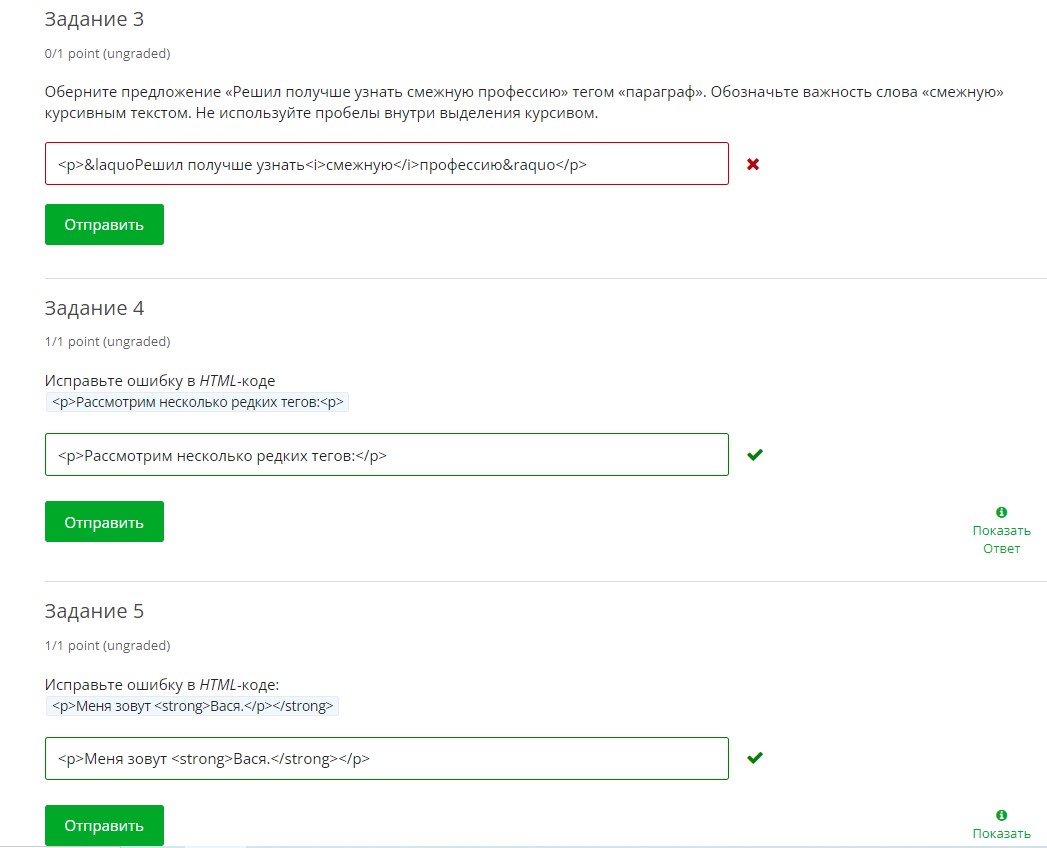 Задание 3
0/1 point (ungraded)
Оберните предложение «Решил получше узнать смежную профессию» тегом «параграф». Обозначьте важность слова «смежную»
курсивным текстом. Не используйте пробелы внутри выделения курсивом.
<p>&laquoРешил получше узнать<i>смежную</i>профессию&raquo</p>
Отправить
Задание 4
1/1 point (ungraded)
Исправьте ошибку в HTML-коде
<p>Рассмотрим несколько редких тегов:<p>
<p>Рассмотрим несколько редких тегов:</p>
Отправить
Показать
Ответ
Задание 5
1/1 point (ungraded)
Исправьте ошибку в HTML-коде:
<p>Меня зовут <strong>Вася.</p></strong>
<p>Меня зовут <strong>Вася.</strong></p>
Отправить
Показать